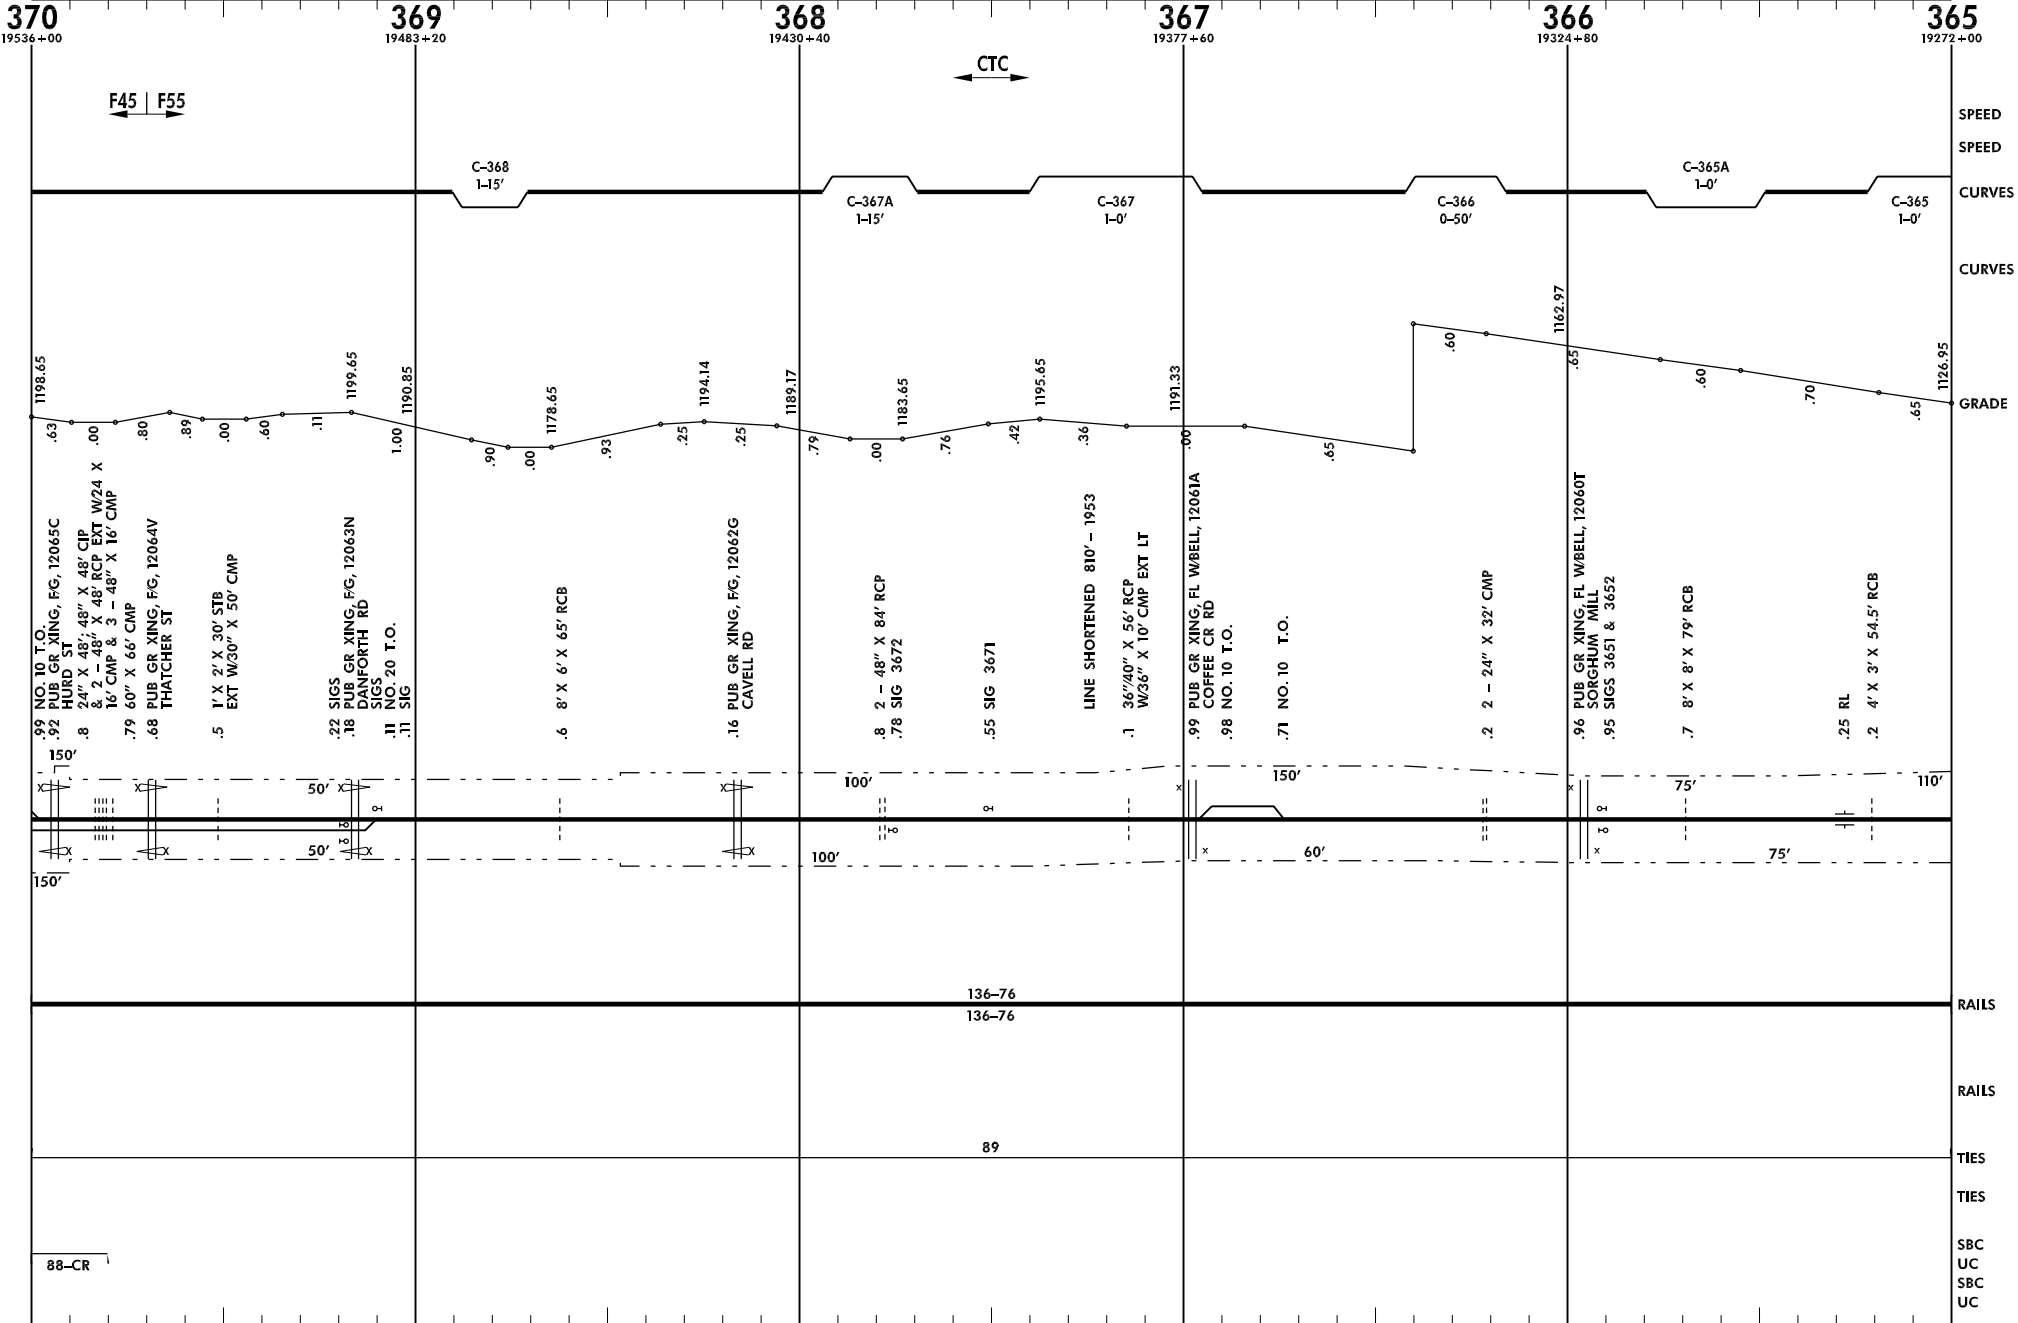 370 369 368 367 366 365
19536+00 19483+20 19430+40 19377+60 19324+80 19272+00
CTC
F45 F55
SPEED
SPEED
C-368
1-15'
C-367A
1-15'
C-367
1-0'
C-366
0-50'
C-365A
1-0'
C-365
1-0'
CURVES
CURVES
1198.65
1199.65
1190.85
1178.65
1194.14
1189.17
1183.65
1195.65
1191.33
1162.97
1126.95
GRADE
.63 .00 .80 .89 .00 .60 .11 1.00 .90 .00 .93 .25 .25 .79 .00 .76 .42 .36 .00 .65 .60 .65 .60 .70 .65
.99 NO. 10 T.O.
.92 PUB GR XING, F/G, 12065C
HURD ST
.8 24" X 48'; 48" X 48' CIP
& 2 - 48" X 48' RCP EXT W/24 X
16' CMP & 3 - 48" X 16' CMP
.79 60" X 66' CMP
.68 PUB GR XING, F/G, 12064V
THATCHER ST
.5 1' X 2' X 30' STB
EXT W/30" X 50' CMP
.22 SIGS
.18 PUB GR XING, F/G, 12063N
DANFORTH RD
SIGS
.11 NO. 20 T.O.
.11 SIG
.6 8' X 6' X 65' RCB
.16 PUB GR XING, F/G, 12062G
CAVELL RD
.8 2 - 48" X 84' RCP
.78 SIG 3672
.55 SIG 3671
LINE SHORTENED 810' - 1953
.1 36"/40" X 56' RCP
W/36" X 10' CMP EXT LT
.99 PUB GR XING, FL W/BELL, 12061A
COFFEE CR RD
.98 NO. 10 T.O.
.71 NO. 10 T.O.
.2 2 - 24" X 32' CMP
.96 PUB GR XING, FL W/BELL, 12060T
SORGHUM MILL
.95 SIGS 3651 & 3652
.7 8' X 8' X 79' RCB
.25 RL
.2 4' X 3' X 54.5' RCB
150'
50'
100'
150'
75'
110'
X X X X x x
50'
100'
60'
75'
X X X X x x
150'
136-76
136-76
RAILS
RAILS
89
TIES
TIES
88-CR
SBC
UC
SBC
UC